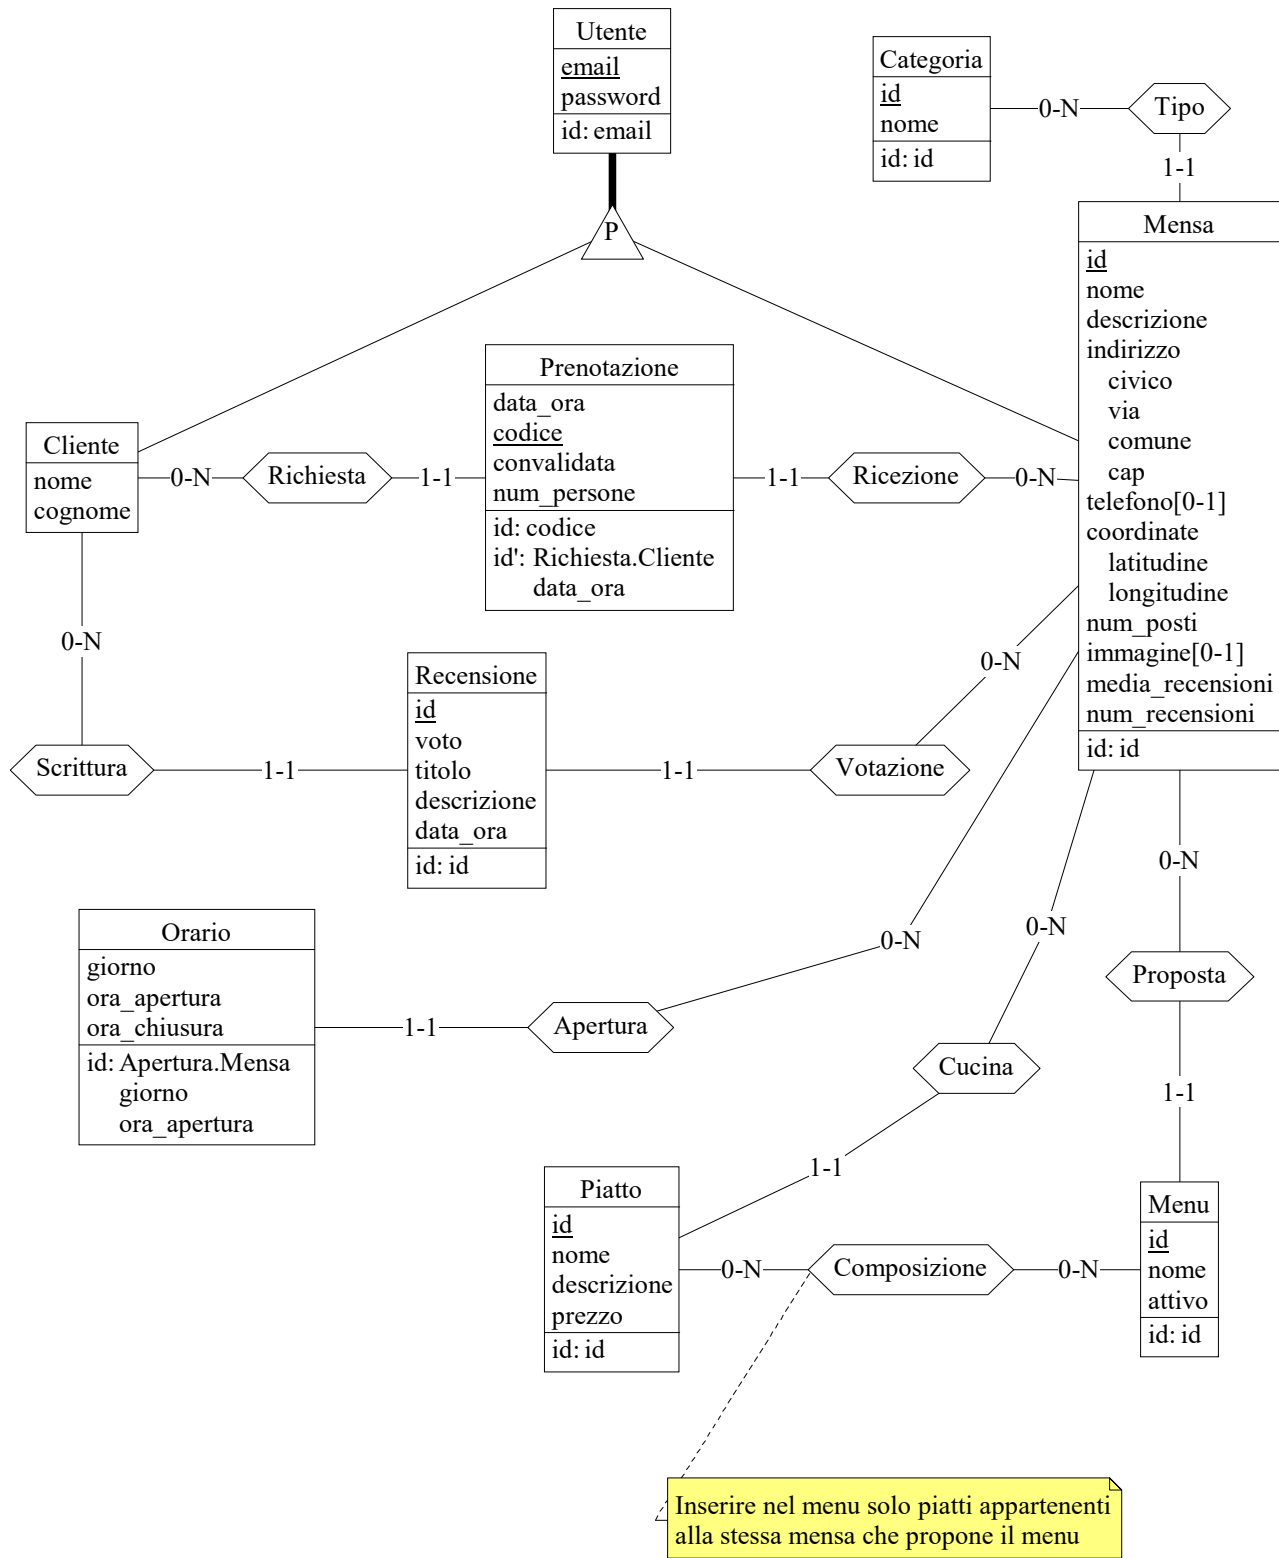 Utente
email
password
id: email
Categoria
id
nome
id: id
0-N
Tipo
1-1
P
Mensa
id
nome
descrizione
indirizzo
civico
via
comune
cap
telefono[0-1]
coordinate
latitudine
longitudine
num_posti
immagine[0-1]
media_recensioni
num_recensioni
id: id
Cliente
nome
cognome
0-N
Richiesta
1-1
Prenotazione
data_ora
codice
convalidata
num_persone
id: codice
id': Richiesta.Cliente
data_ora
1-1
Ricezione
0-N
0-N
Scrittura
1-1
Recensione
id
voto
titolo
descrizione
data_ora
id: id
1-1
Votazione
0-N
Orario
giorno
ora_apertura
ora_chiusura
id: Apertura.Mensa
giorno
ora_apertura
1-1
Apertura
0-N
0-N
Cucina
1-1
0-N
Proposta
1-1
Piatto
id
nome
descrizione
prezzo
id: id
0-N
Composizione
0-N
Menu
id
nome
attivo
id: id
Inserire nel menu solo piatti appartenenti
alla stessa mensa che propone il menu